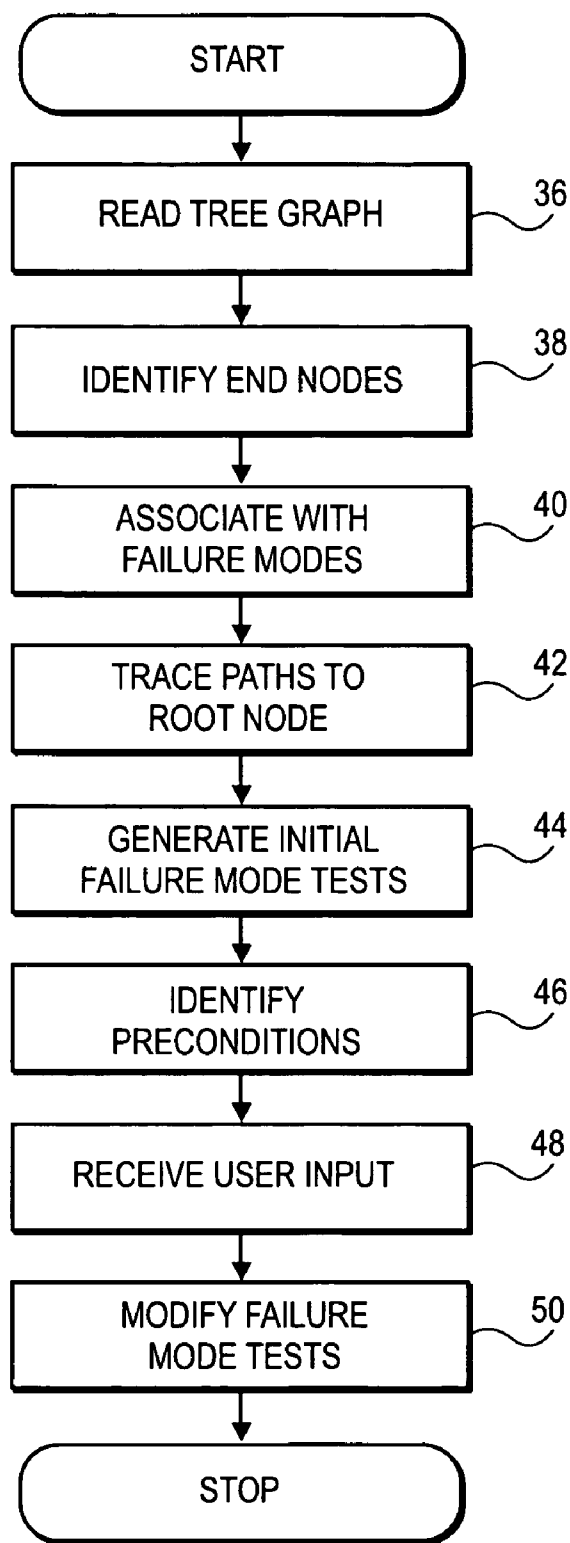 START
READ TREE GRAPH
36
IDENTIFY END NODES
38
ASSOCIATE WITH
FAILURE MODES
40
TRACE PATHS TO
ROOT NODE
42
GENERATE INITIAL
FAILURE MODE TESTS
44
IDENTIFY
PRECONDITIONS
46
RECEIVE USER INPUT
48
MODIFY FAILURE
MODE TESTS
50
STOP